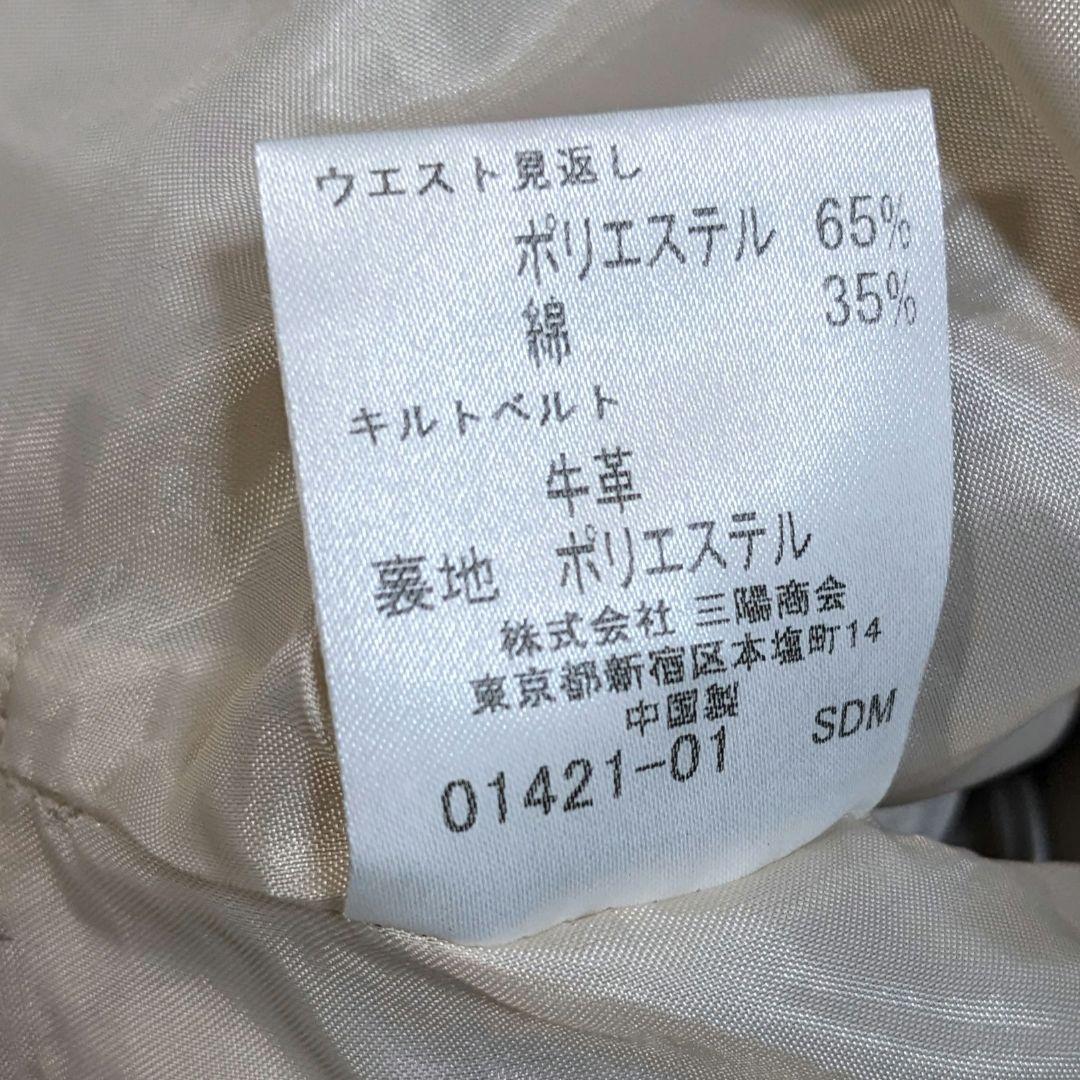 ウエスト見返し
ポリエステル 65%
綿 35%
キルトベルト
牛革
裏地 ポリエステル
株式会社 三陽商会
東京都新宿区本塩町14
中国製
01421-01 SDM